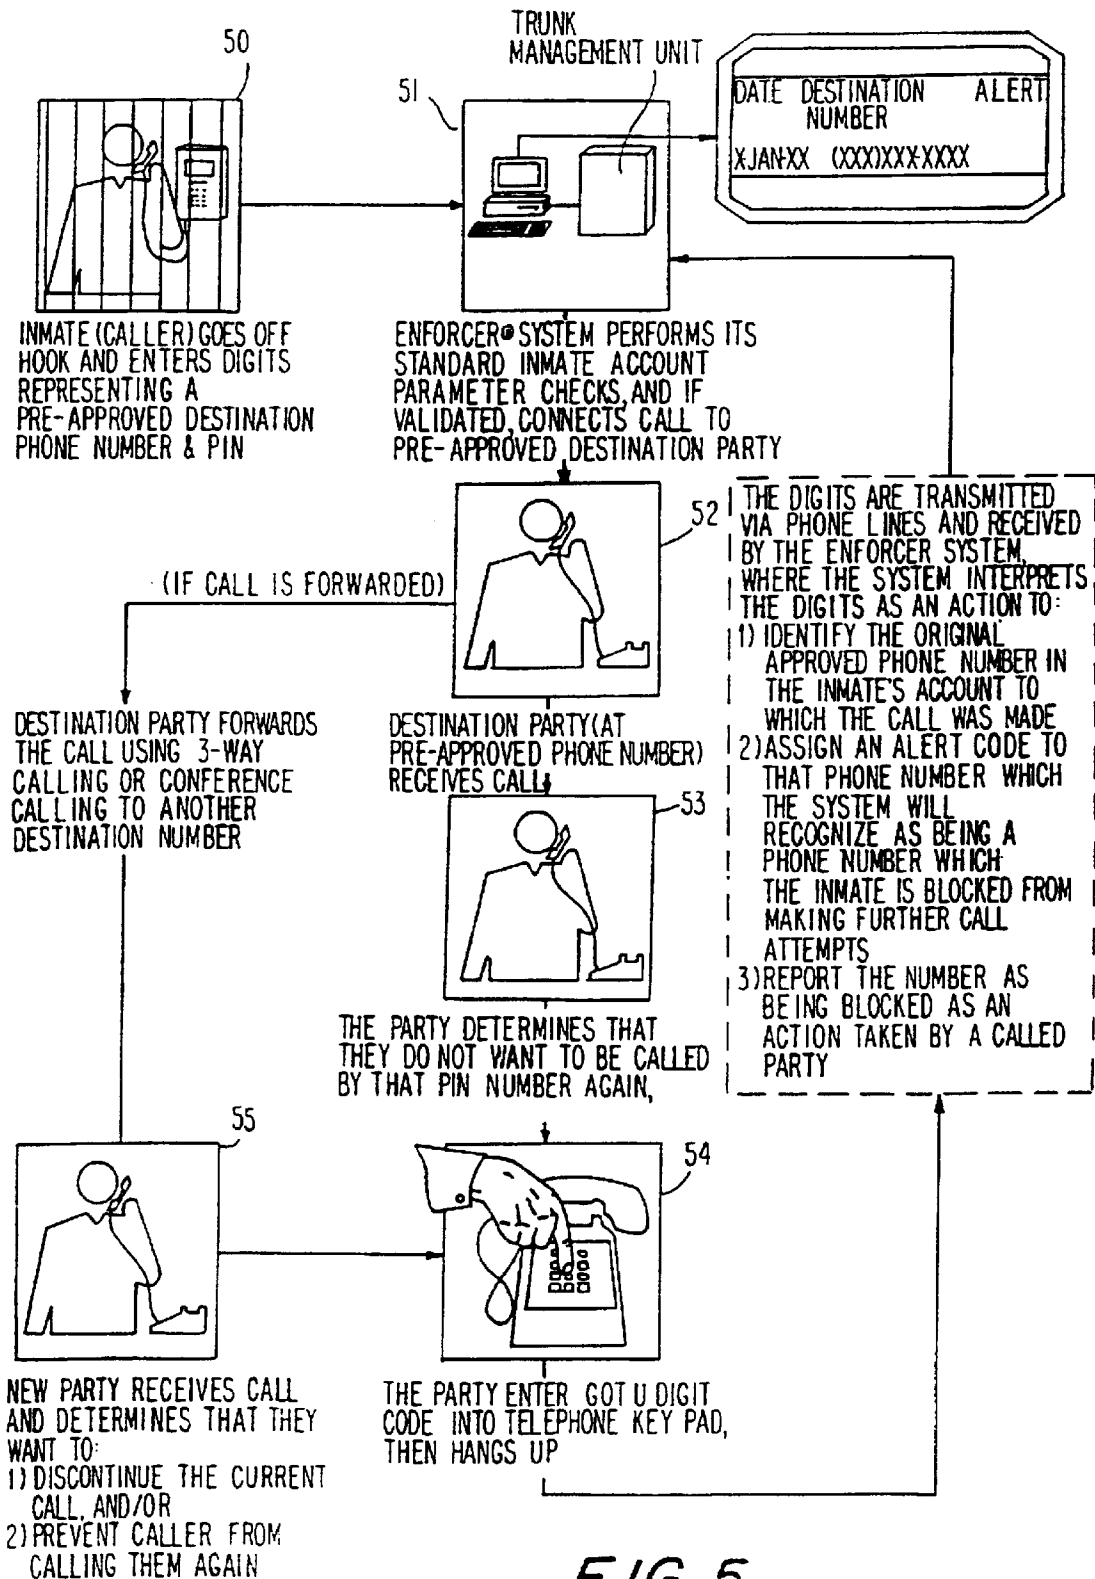 50
INMATE (CALLER) GOES OFF
HOOK AND ENTERS DIGITS
REPRESENTING A
PRE-APPROVED DESTINATION
PHONE NUMBER & PIN
TRUNK
MANAGEMENT UNIT
51
DATE DESTINATION ALERT
NUMBER
X-JAN-XX (XXX)XXX-XXXX
ENFORCER® SYSTEM PERFORMS ITS
STANDARD INMATE ACCOUNT
PARAMETER CHECKS, AND IF
VALIDATED, CONNECTS CALL TO
PRE-APPROVED DESTINATION PARTY
52
(IF CALL IS FORWARDED)
DESTINATION PARTY FORWARDS
THE CALL USING 3-WAY
CALLING OR CONFERENCE
CALLING TO ANOTHER
DESTINATION NUMBER
DESTINATION PARTY (AT
PRE-APPROVED PHONE NUMBER)
RECEIVES CALL
53
THE PARTY DETERMINES THAT
THEY DO NOT WANT TO BE CALLED
BY THAT PIN NUMBER AGAIN,
THE DIGITS ARE TRANSMITTED
VIA PHONE LINES AND RECEIVED
BY THE ENFORCER SYSTEM,
WHERE THE SYSTEM INTERPRETS
THE DIGITS AS AN ACTION TO:
1) IDENTIFY THE ORIGINAL
APPROVED PHONE NUMBER IN
THE INMATE'S ACCOUNT TO
WHICH THE CALL WAS MADE
2) ASSIGN AN ALERT CODE TO
THAT PHONE NUMBER WHICH
THE SYSTEM WILL
RECOGNIZE AS BEING A
PHONE NUMBER WHICH
THE INMATE IS BLOCKED FROM
MAKING FURTHER CALL
ATTEMPTS
3) REPORT THE NUMBER AS
BEING BLOCKED AS AN
ACTION TAKEN BY A CALLED
PARTY
55
NEW PARTY RECEIVES CALL
AND DETERMINES THAT THEY
WANT TO:
1) DISCONTINUE THE CURRENT
CALL, AND/OR
2) PREVENT CALLER FROM
CALLING THEM AGAIN
54
THE PARTY ENTER GOT U DIGIT
CODE INTO TELEPHONE KEY PAD,
THEN HANGS UP
FIG. 5